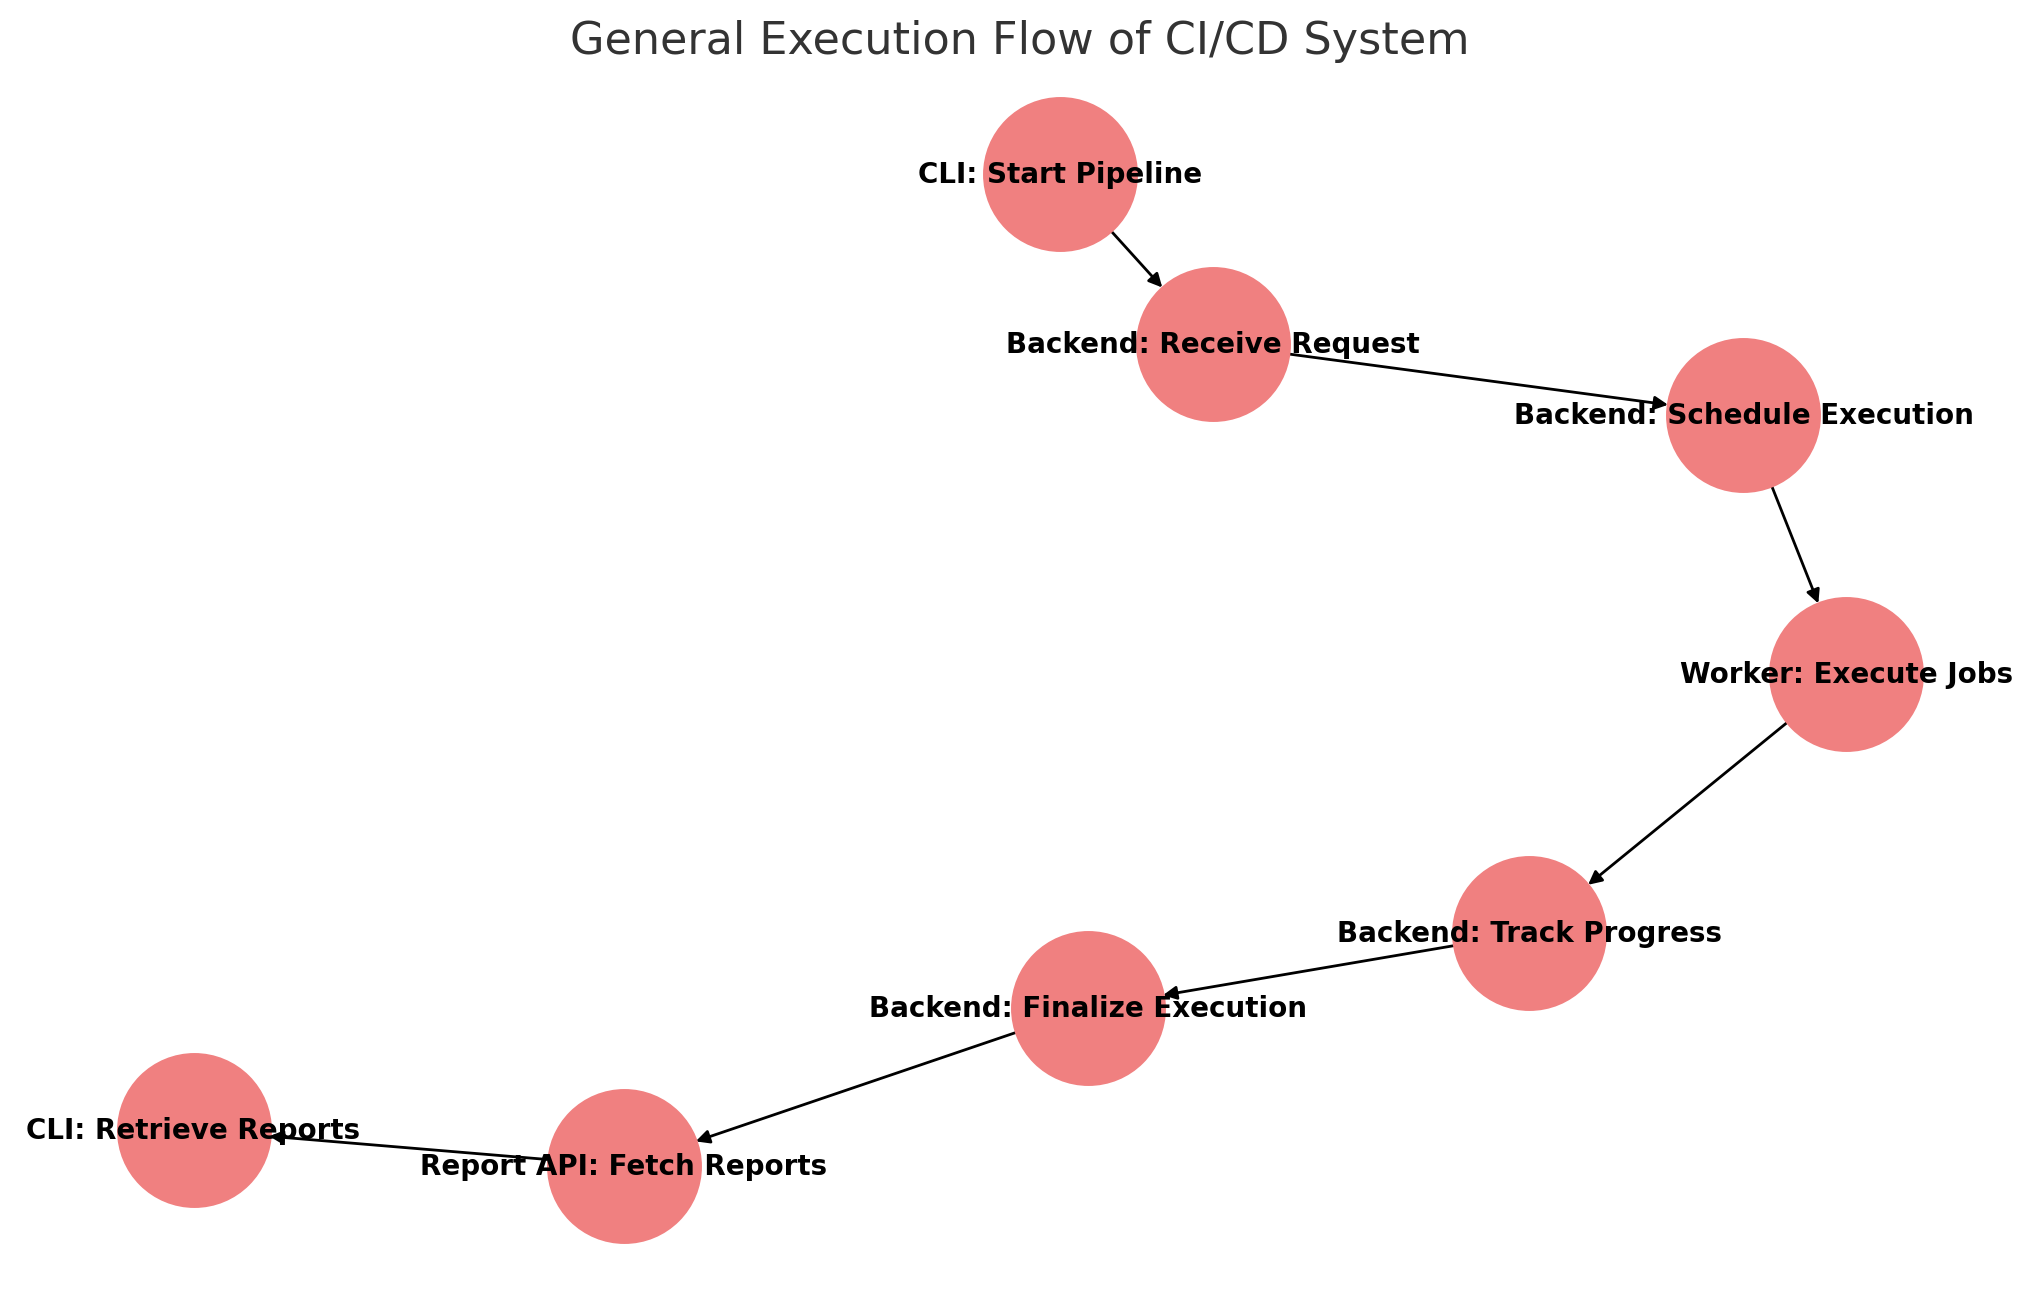 General Execution Flow of CI/CD System
CLI: Start Pipeline
Backend: Receive Request
Backend: Schedule Execution
Worker: Execute Jobs
Backend: Track Progress
Backend: Finalize Execution
Report API: Fetch Reports
CLI: Retrieve Reports